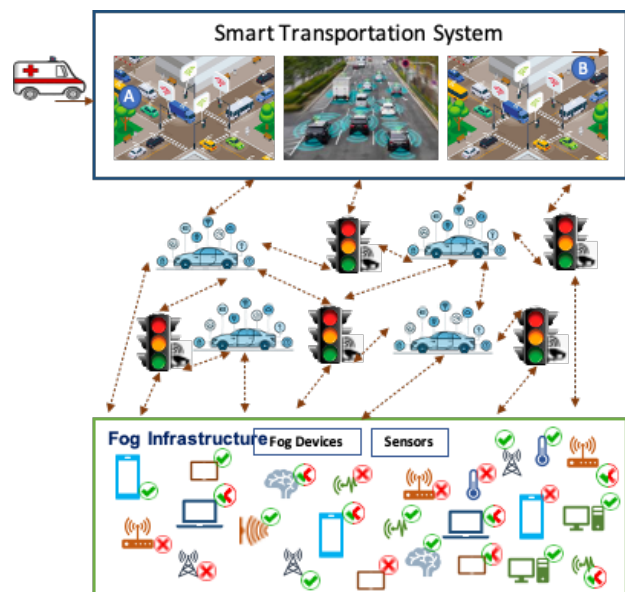 Smart Transportation System
A
B
Fog Infrastructure
Fog Devices
Sensors